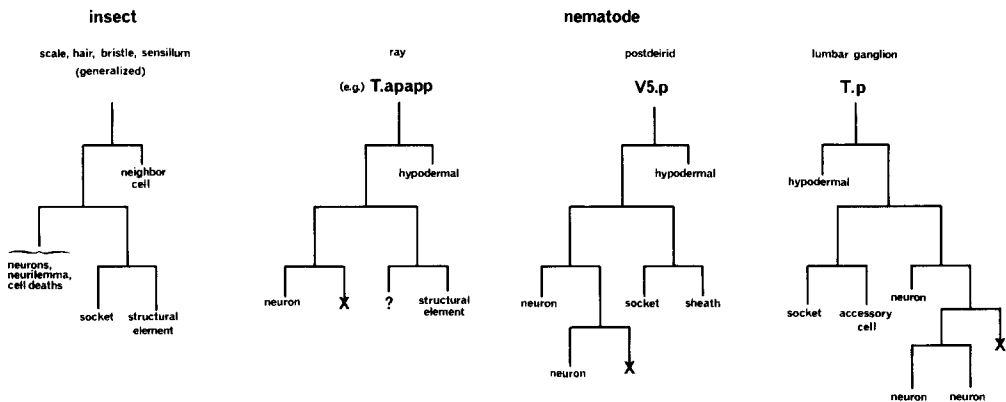 insect
nematode
scale, hair, bristle, sensillum
(generalized)
ray
postdeirid
lumbar ganglion
(e.g.) T.apapp
V5.p
T.p
neighbor
cell
hypodermal
hypodermal
hypodermal
neurons,
neurilemma,
cell deaths
socket
structural
element
neuron
X
?
structural
element
neuron
socket
sheath
neuron
X
socket
accessory
cell
neuron
X
neuron
neuron